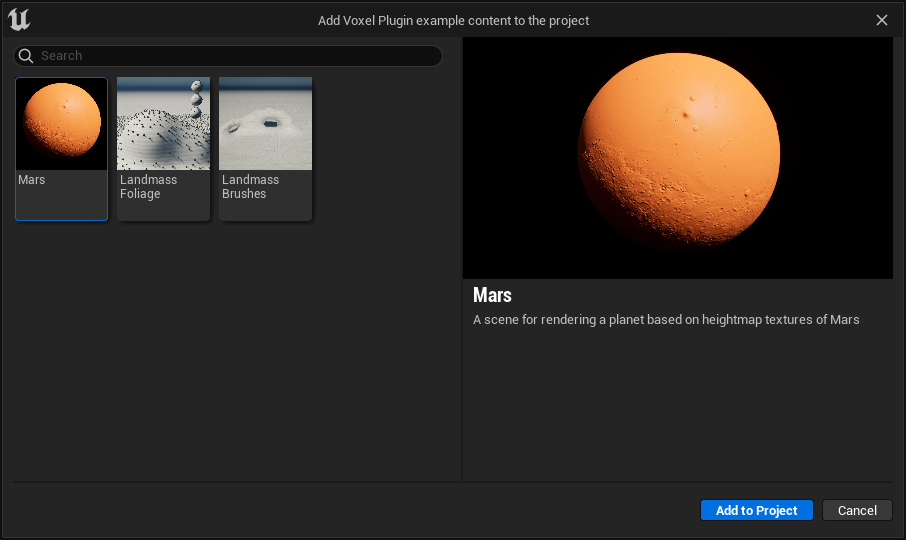 Add Voxel Plugin example content to the project
Search
Mars
Landmass
Foliage
Landmass
Brushes
Mars
A scene for rendering a planet based on heightmap textures of Mars
Add to Project
Cancel